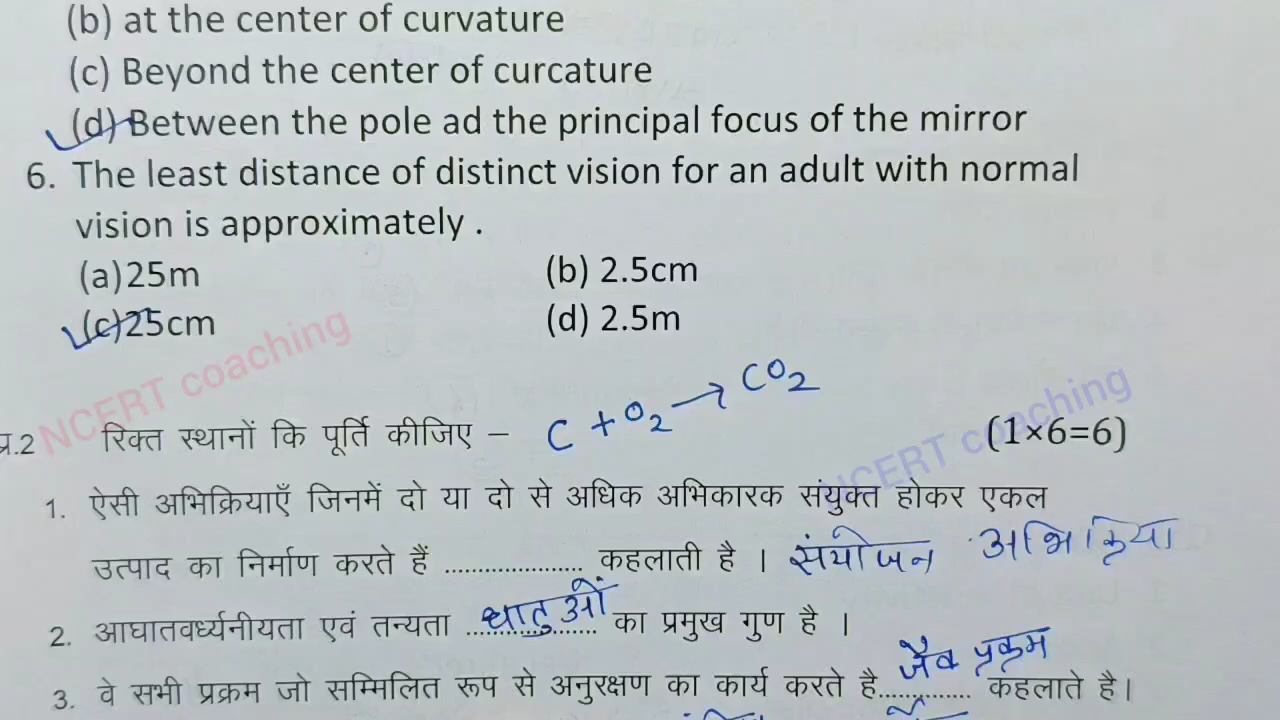 (b) at the center of curvature
(c) Beyond the center of curcature
(d) Between the pole ad the principal focus of the mirror
6. The least distance of distinct vision for an adult with normal
vision is approximately .
(a)25m (b) 2.5cm
(c)25cm (d) 2.5m
NCERT coaching
C + O2 → CO2
प्र.2 रिक्त स्थानों कि पूर्ति कीजिए – (1×6=6)
NCERT coaching
1. ऐसी अभिक्रियाएँ जिनमें दो या दो से अधिक अभिकारक संयुक्त होकर एकल
उत्पाद का निर्माण करते हैं ..................... कहलाती है । संयोजन अभिक्रिया
2. आघातवर्ध्यनीयता एवं तन्यता धातुओं का प्रमुख गुण है ।
3. वे सभी प्रक्रम जो सम्मिलित रूप से अनुरक्षण का कार्य करते है जैव प्रक्रम कहलाते है।